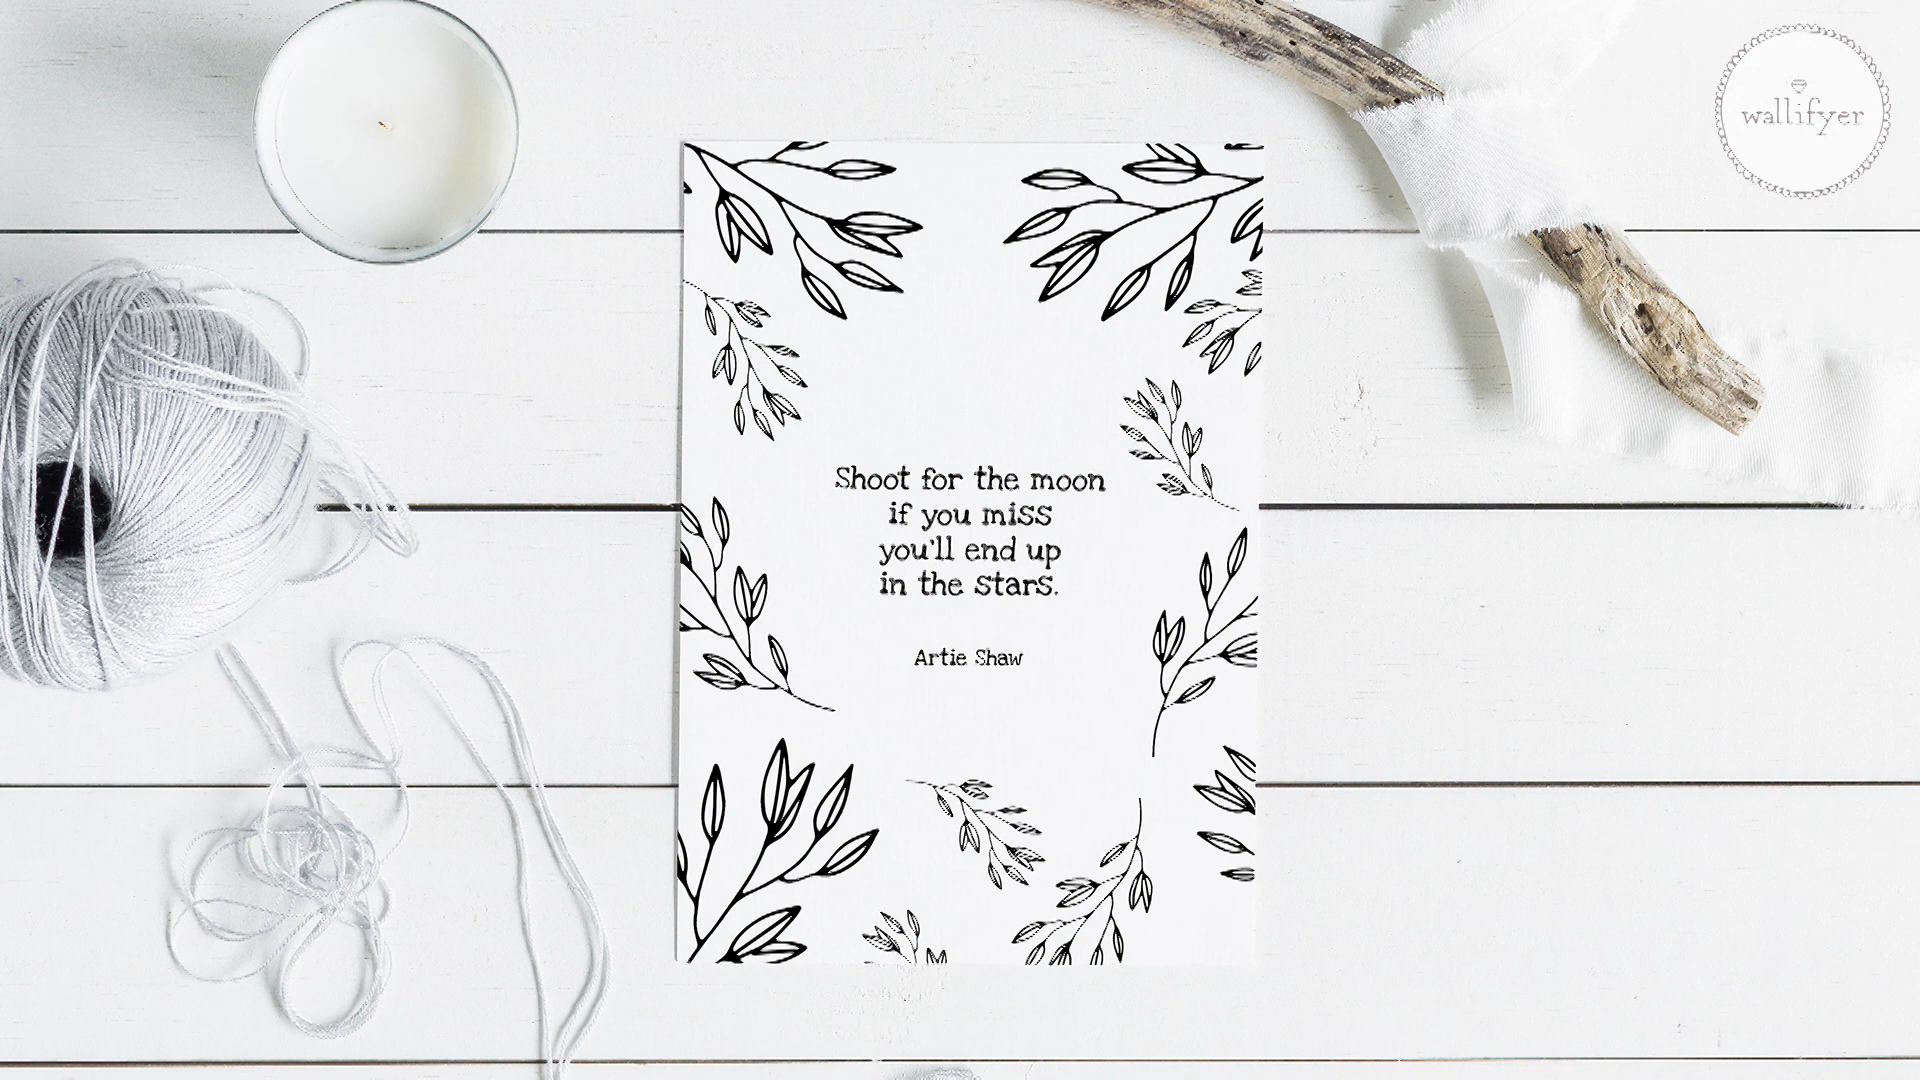 wallifyer
Shoot for the moon
if you miss
you'll end up
in the stars.
Artie Shaw